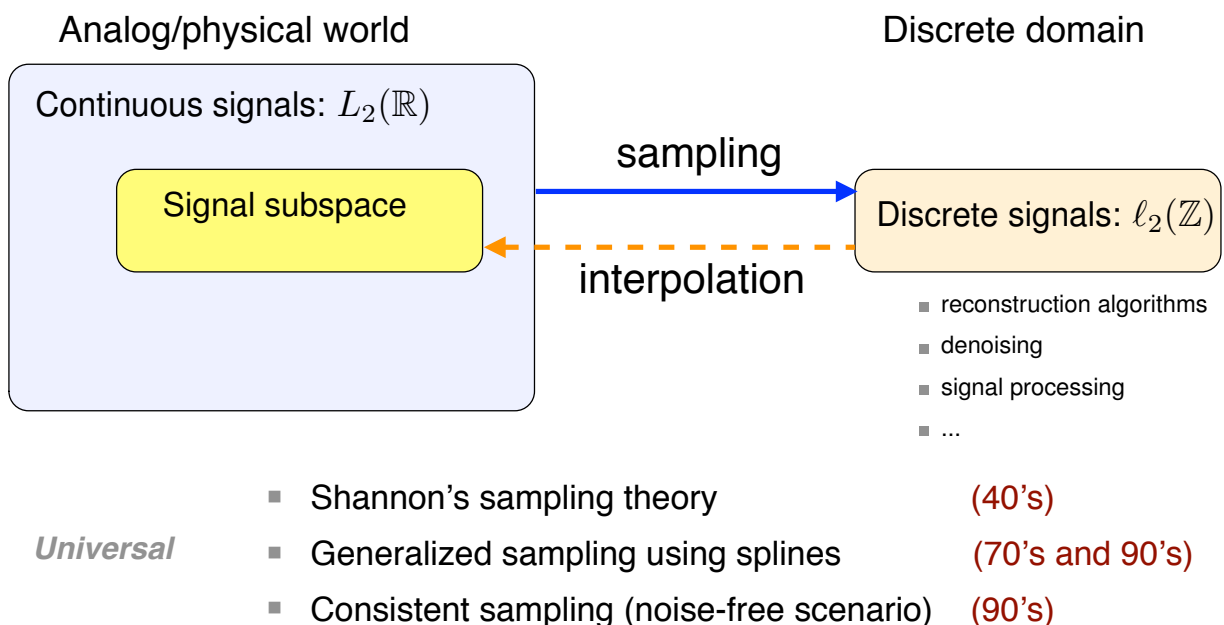 Analog/physical world
Discrete domain
Continuous signals: L₂(ℝ)
sampling
Signal subspace
Discrete signals: ℓ₂(ℤ)
interpolation
reconstruction algorithms
denoising
signal processing
...
Shannon's sampling theory (40's)
Universal
Generalized sampling using splines (70's and 90's)
Consistent sampling (noise-free scenario) (90's)